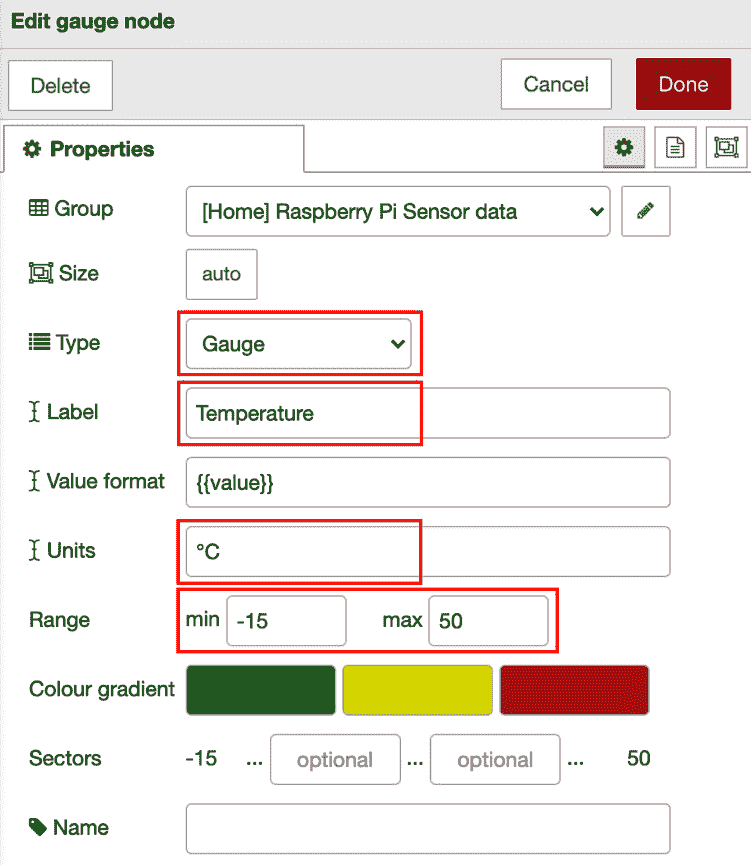 Edit gauge node
Delete Cancel Done
Properties
Group [Home] Raspberry Pi Sensor data
Size auto
Type Gauge
Label Temperature
Value format {{value}}
Units °C
Range min -15 max 50
Colour gradient
Sectors -15 ... optional ... optional ... 50
Name